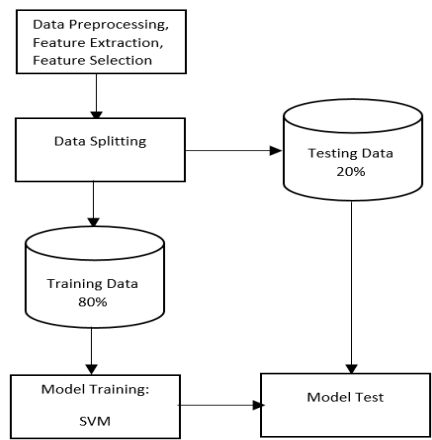 Data Preprocessing,
Feature Extraction,
Feature Selection
Data Splitting
Testing Data
20%
Training Data
80%
Model Training:
SVM
Model Test